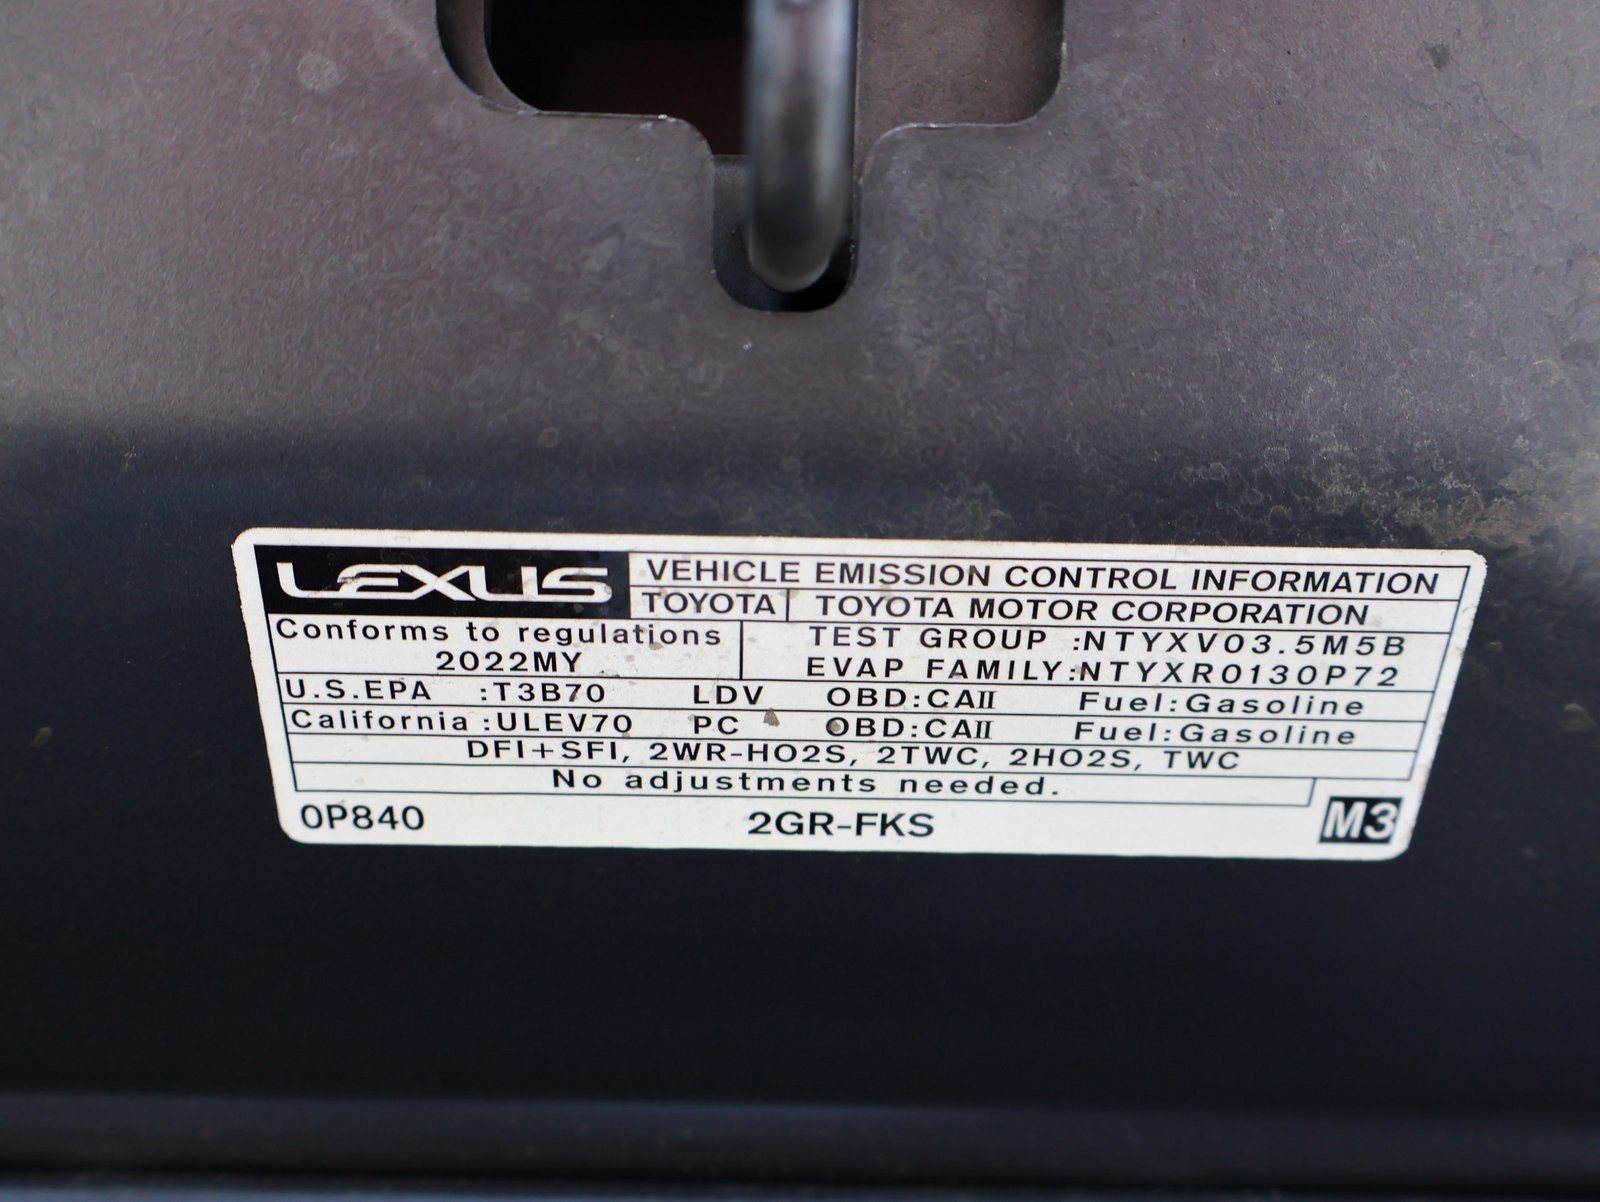 LEXUS VEHICLE EMISSION CONTROL INFORMATION
TOYOTA TOYOTA MOTOR CORPORATION
Conforms to regulations TEST GROUP :NTYXV03.5M5B
2022MY EVAP FAMILY:NTYXR0130P72
U.S.EPA :T3B70 LDV OBD:CAII Fuel:Gasoline
California :ULEV70 PC OBD:CAII Fuel:Gasoline
DFI+SFI, 2WR-HO2S, 2TWC, 2HO2S, TWC
No adjustments needed.
0P840 2GR-FKS M3